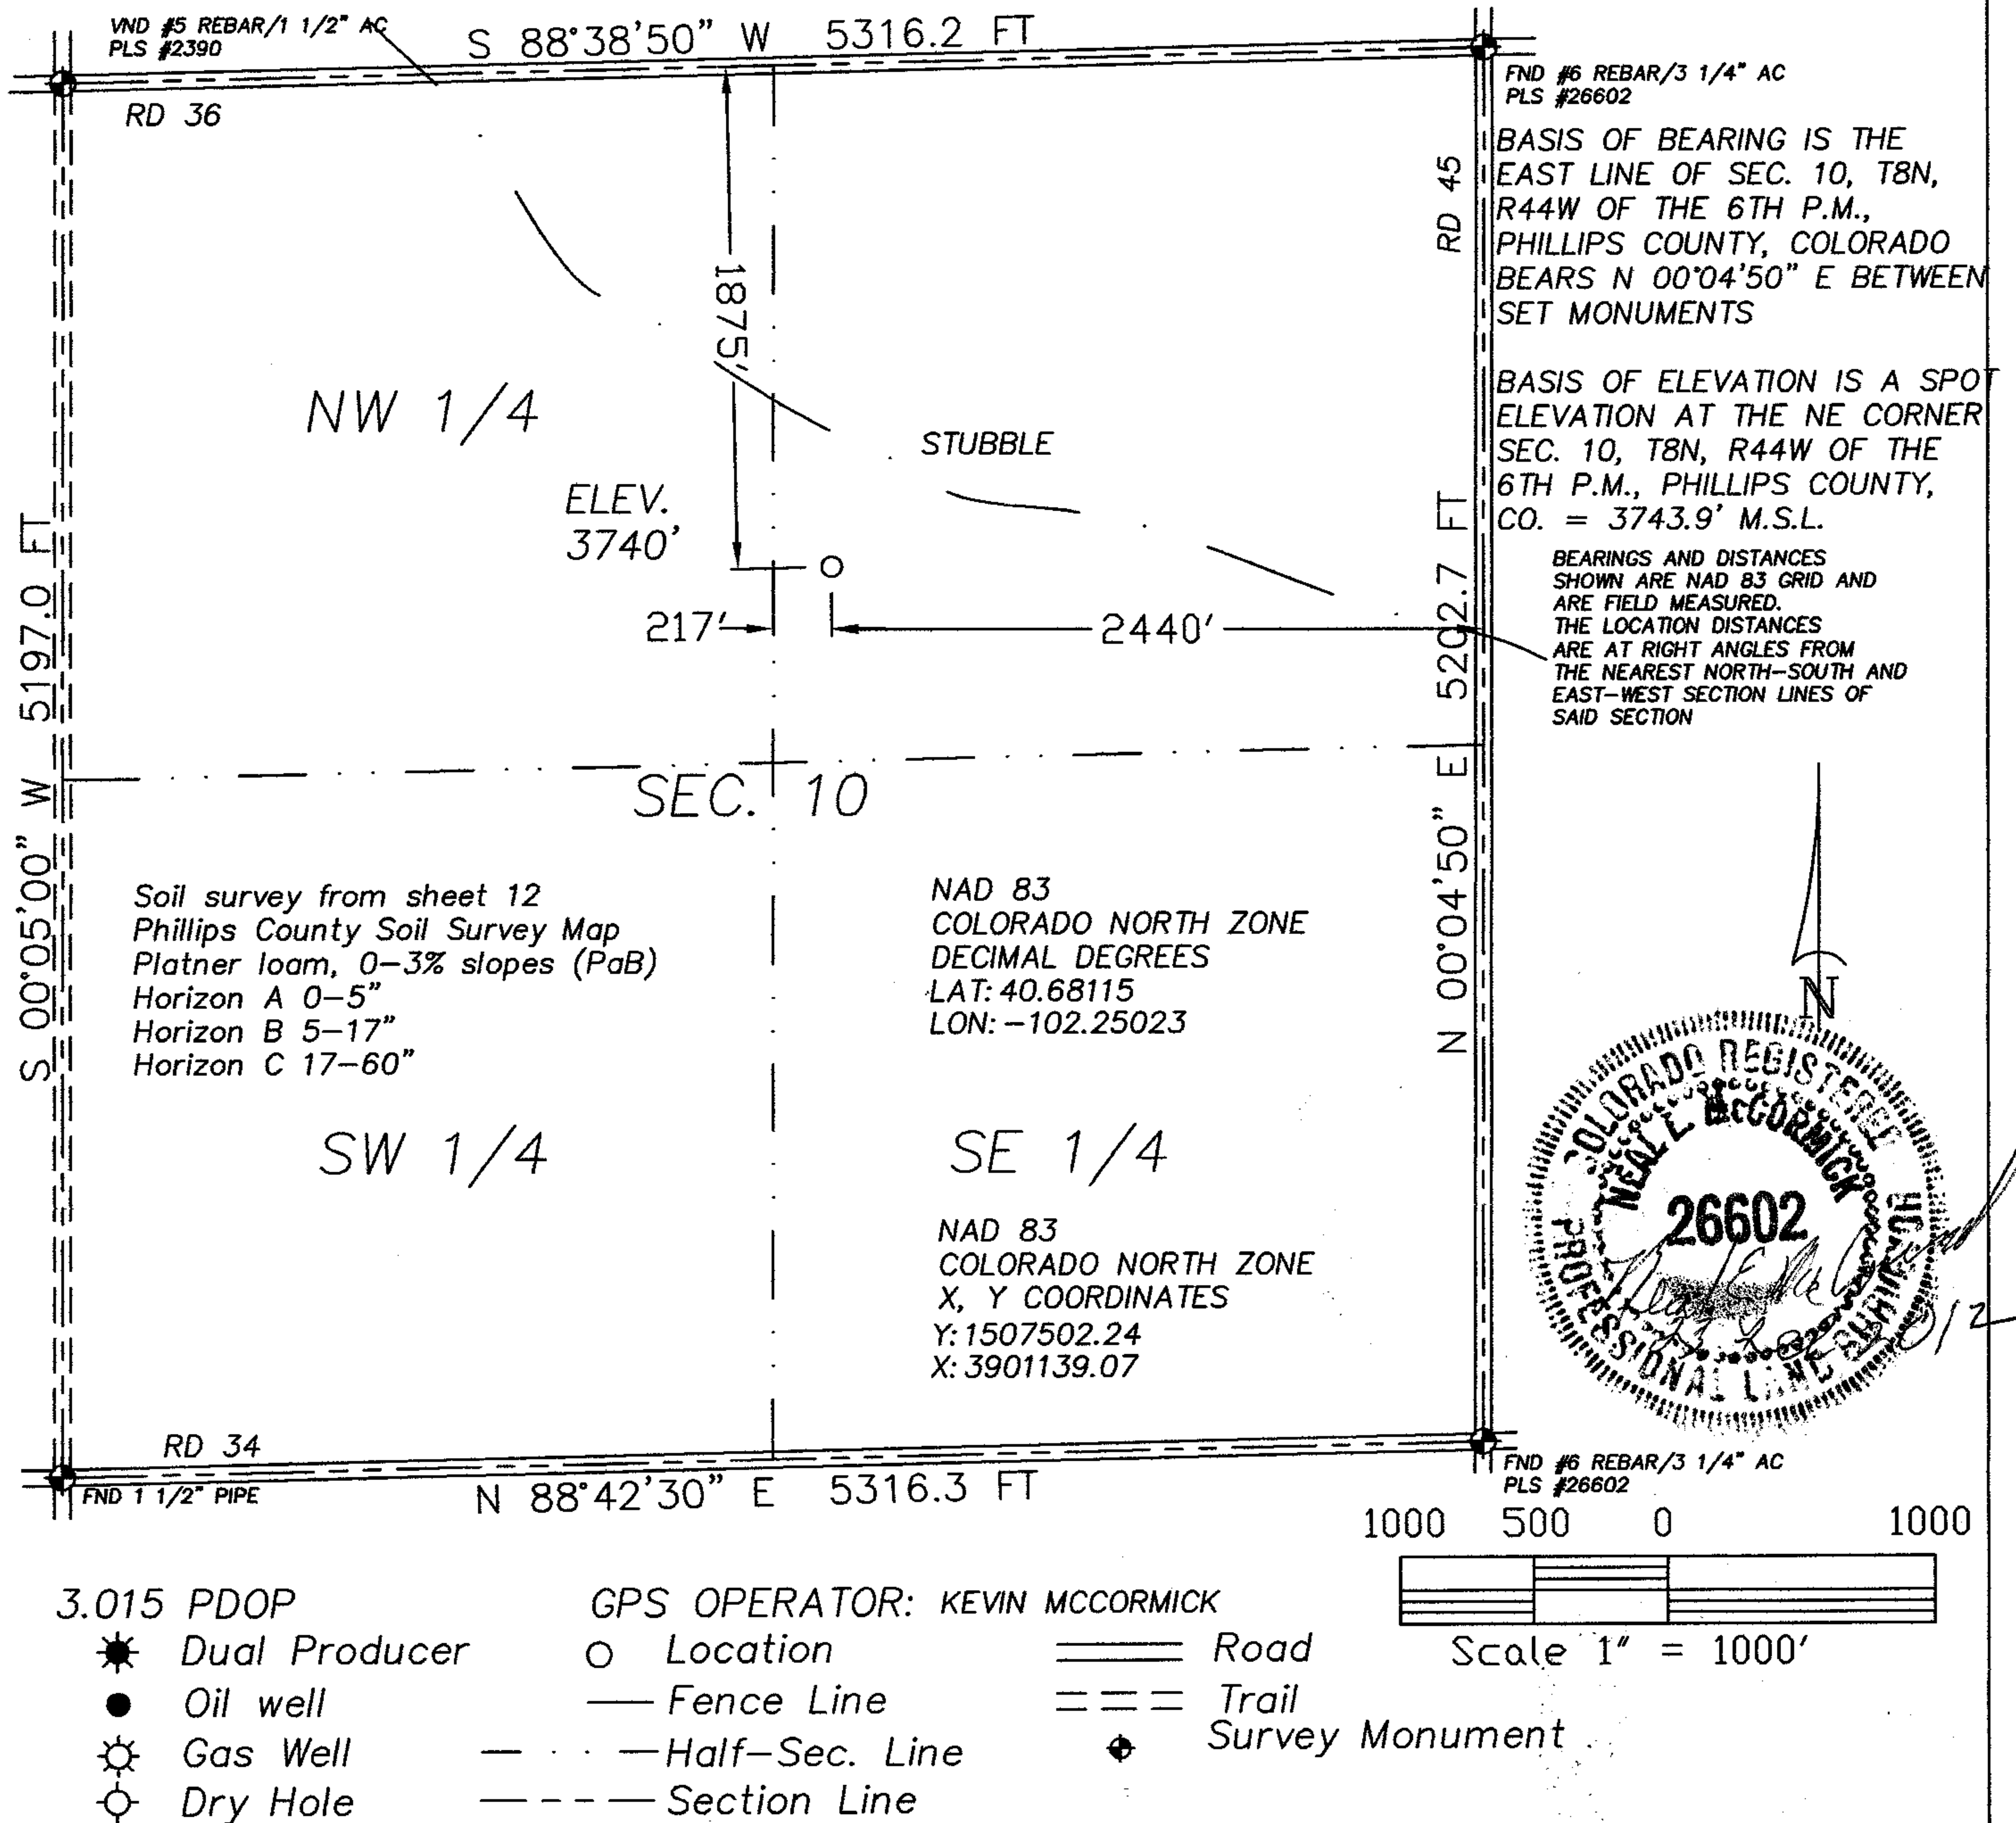 VND #5 REBAR/1 1/2" AC
PLS #2390
S 88°38'50" W 5316.2 FT
FND #6 REBAR/3 1/4" AC
PLS #26602
RD 36
RD 45
BASIS OF BEARING IS THE
EAST LINE OF SEC. 10, T8N,
R44W OF THE 6TH P.M.,
PHILLIPS COUNTY, COLORADO
BEARS N 00°04'50" E BETWEEN
SET MONUMENTS
1875'
BASIS OF ELEVATION IS A SPOT
ELEVATION AT THE NE CORNER
SEC. 10, T8N, R44W OF THE
6TH P.M., PHILLIPS COUNTY,
CO. = 3743.9' M.S.L.
NW 1/4
STUBBLE
ELEV.
3740'
BEARINGS AND DISTANCES
SHOWN ARE NAD 83 GRID AND
ARE FIELD MEASURED.
THE LOCATION DISTANCES
ARE AT RIGHT ANGLES FROM
THE NEAREST NORTH-SOUTH AND
EAST-WEST SECTION LINES OF
SAID SECTION
217'
2440'
S 00°05'00" W 5197.0 FT
N 00°04'50" E 5202.7 FT
SEC. 10
Soil survey from sheet 12
Phillips County Soil Survey Map
Platner loam, 0-3% slopes (PaB)
Horizon A 0-5"
Horizon B 5-17"
Horizon C 17-60"
NAD 83
COLORADO NORTH ZONE
DECIMAL DEGREES
LAT: 40.68115
LON: -102.25023
N
COLORADO REGISTERED
NEAL E. McCORMICK
26602
PROFESSIONAL LAND SURVEYOR
SW 1/4
SE 1/4
NAD 83
COLORADO NORTH ZONE
X, Y COORDINATES
Y: 1507502.24
X: 3901139.07
RD 34
FND 1 1/2" PIPE
N 88°42'30" E 5316.3 FT
FND #6 REBAR/3 1/4" AC
PLS #26602
1000 500 0 1000
Scale 1" = 1000'
3.015 PDOP
GPS OPERATOR: KEVIN MCCORMICK
Dual Producer
Location
Road
Oil well
Fence Line
Trail
Gas Well
Half-Sec. Line
Survey Monument
Dry Hole
Section Line